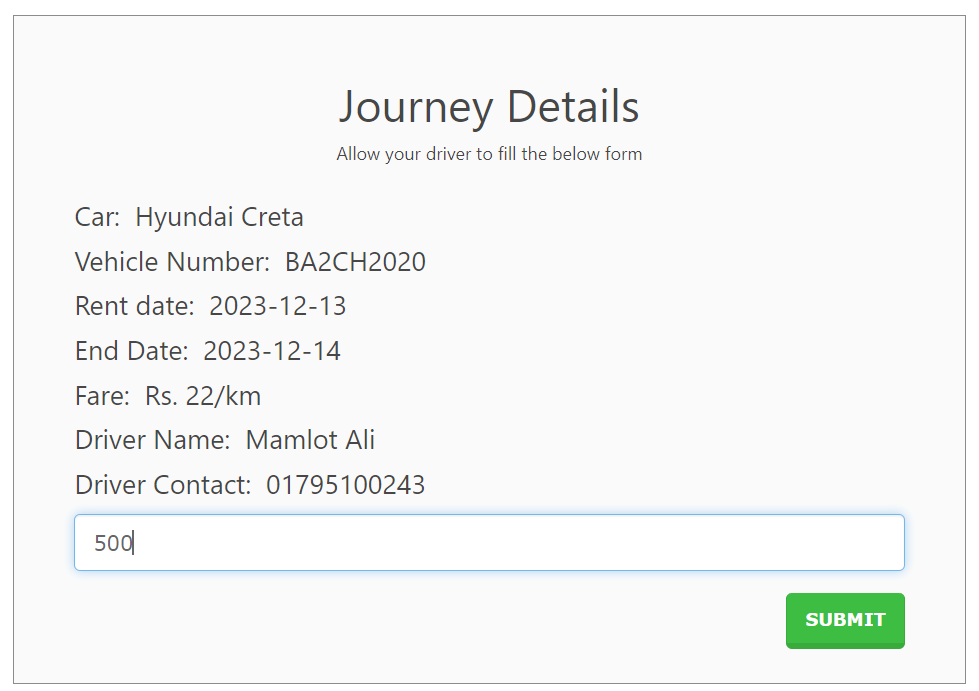 Journey Details
Allow your driver to fill the below form
Car: Hyundai Creta
Vehicle Number: BA2CH2020
Rent date: 2023-12-13
End Date: 2023-12-14
Fare: Rs. 22/km
Driver Name: Mamlot Ali
Driver Contact: 01795100243
500
SUBMIT